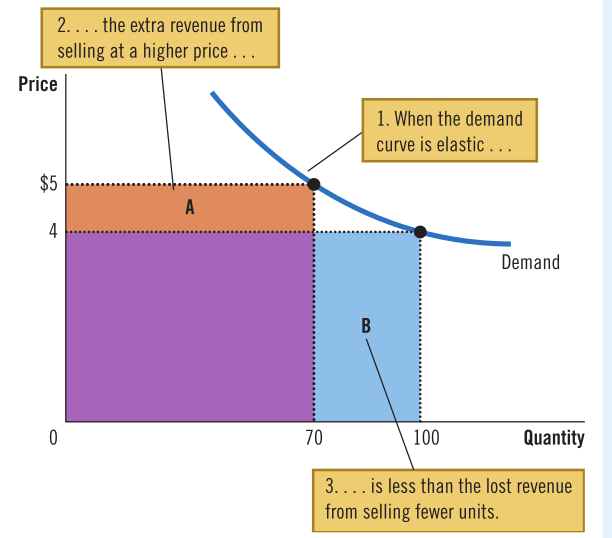 2. . . . the extra revenue from
selling at a higher price . . .
Price
1. When the demand
curve is elastic . . .
$5
A
4
Demand
B
0
70
100
Quantity
3. . . . is less than the lost revenue
from selling fewer units.